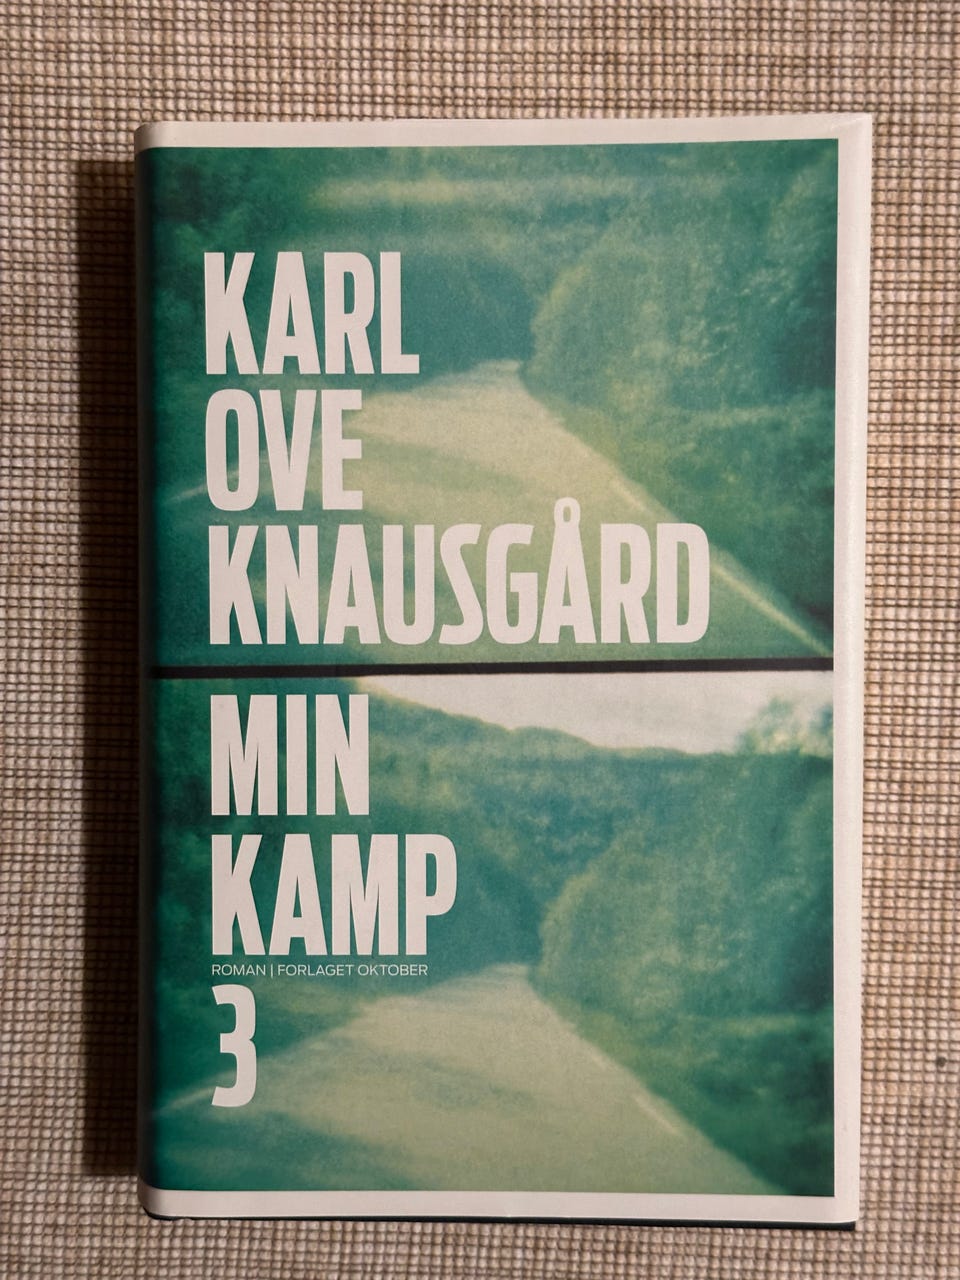 KARL
OVE
KNAUSGÅRD
MIN
KAMP
ROMAN | FORLAGET OKTOBER
3